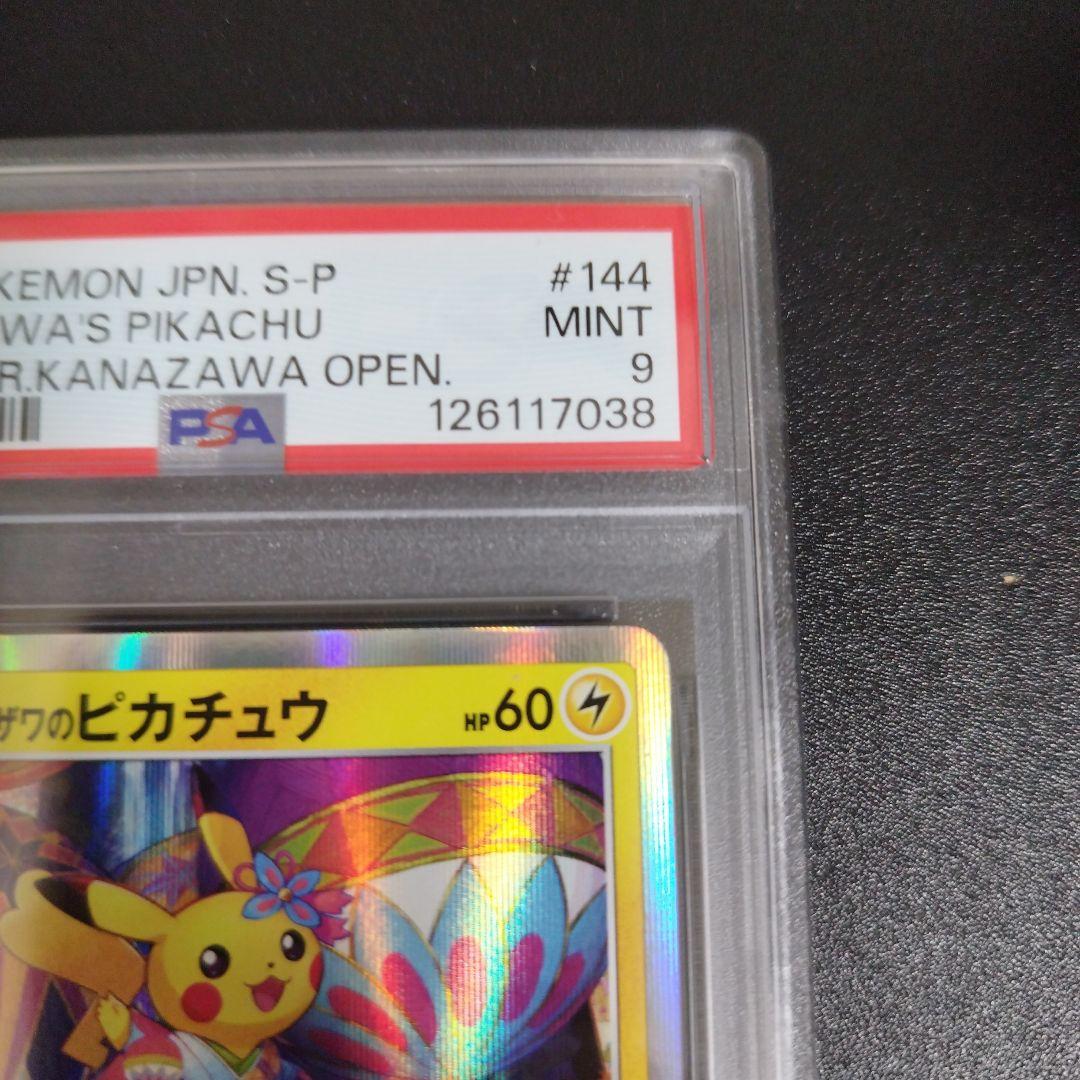 KEMON JPN. S-P #144
WA'S PIKACHU MINT
R.KANAZAWA OPEN. 9
PSA 126117038
ザワのピカチュウ HP60